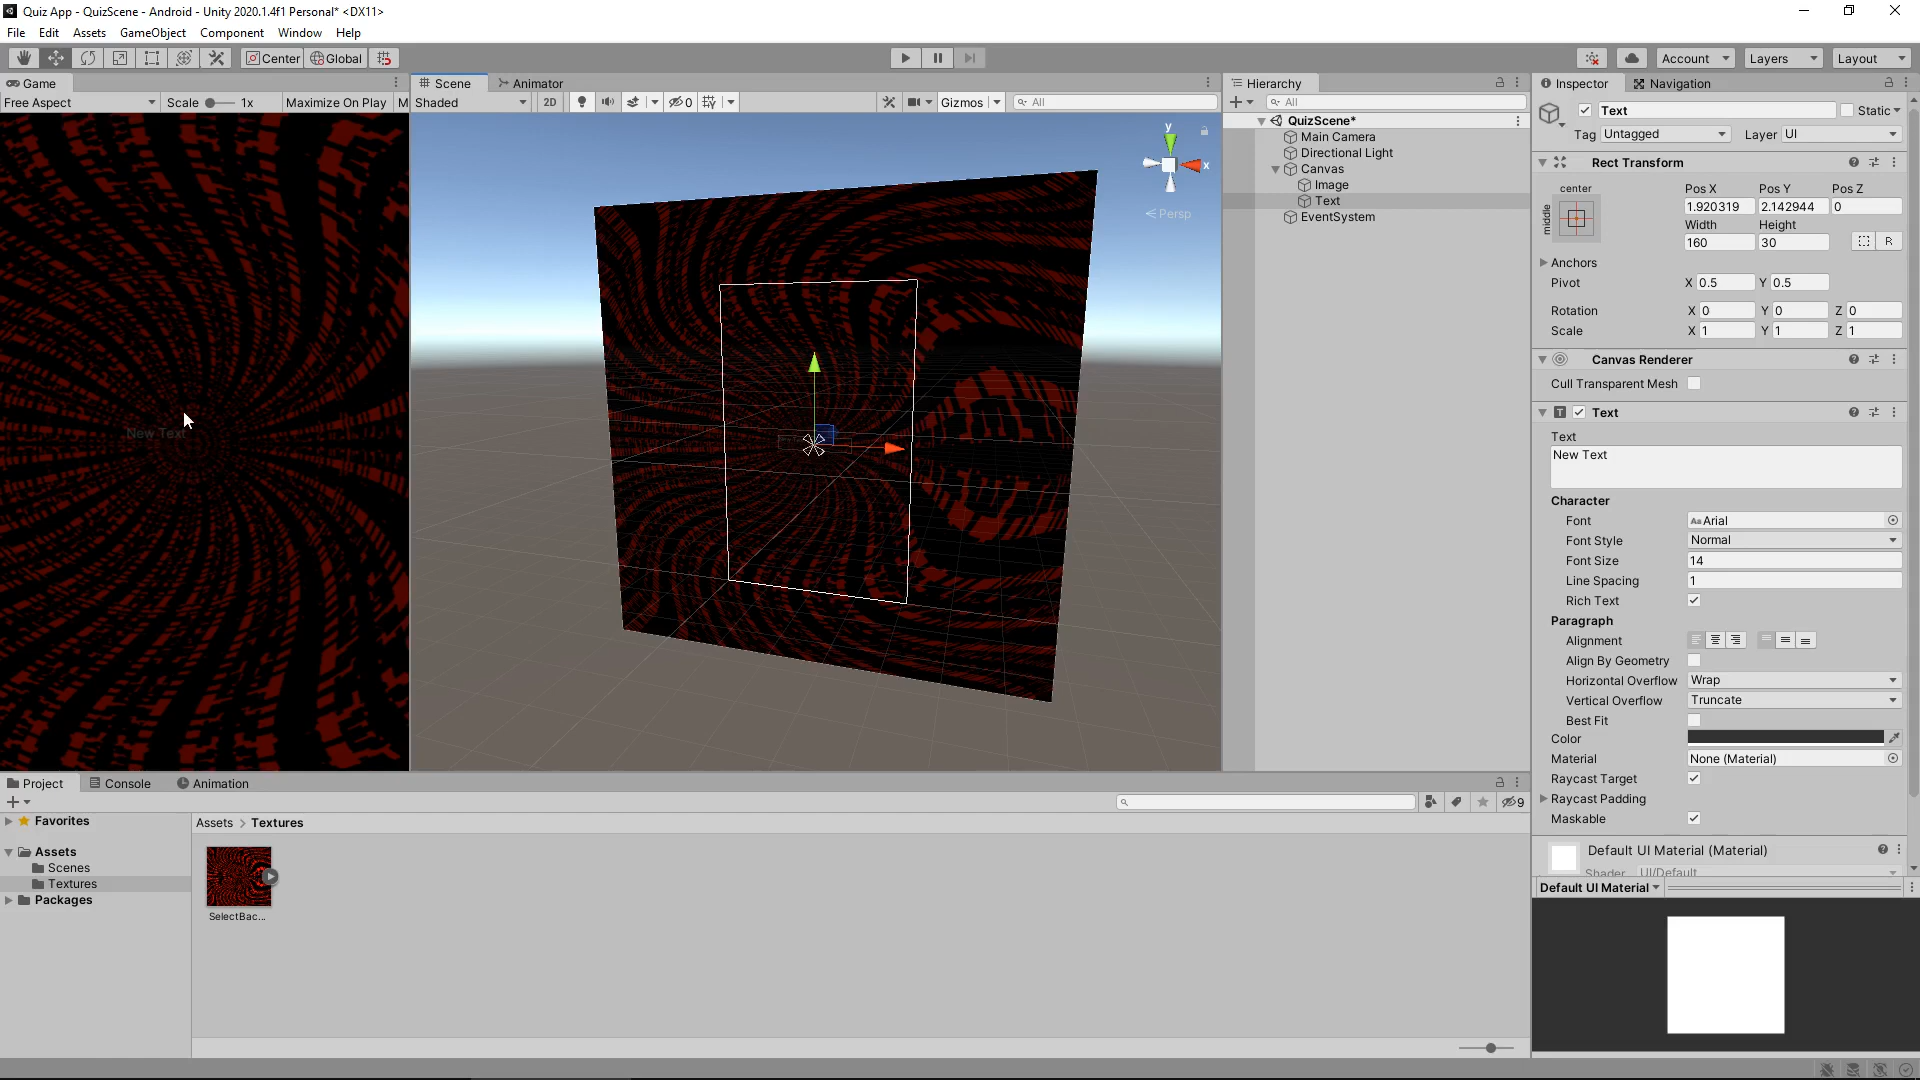 Quiz App - QuizScene - Android - Unity 2020.1.4f1 Personal* <DX11>
File Edit Assets GameObject Component Window Help
Center Global
Account Layers Layout
Game
Free Aspect Scale 1x Maximize On Play M
New Text
Scene Animator
Shaded 2D 0 Gizmos All
y
x
Persp
Hierarchy
All
QuizScene*
Main Camera
Directional Light
Canvas
Image
Text
EventSystem
Inspector Navigation
Text Static
Tag Untagged Layer UI
Rect Transform
center
middle
Pos X Pos Y Pos Z
1.920319 2.142944 0
Width Height
160 30
R
Anchors
Pivot X 0.5 Y 0.5
Rotation X 0 Y 0 Z 0
Scale X 1 Y 1 Z 1
Canvas Renderer
Cull Transparent Mesh
Text
Text
New Text
Character
Font Arial
Font Style Normal
Font Size 14
Line Spacing 1
Rich Text
Paragraph
Alignment
Align By Geometry
Horizontal Overflow Wrap
Vertical Overflow Truncate
Best Fit
Color
Material None (Material)
Raycast Target
Raycast Padding
Maskable
Default UI Material (Material)
Shader UI/Default
Default UI Material
Project Console Animation
9
Favorites
Assets
Scenes
Textures
Packages
Assets > Textures
SelectBac...